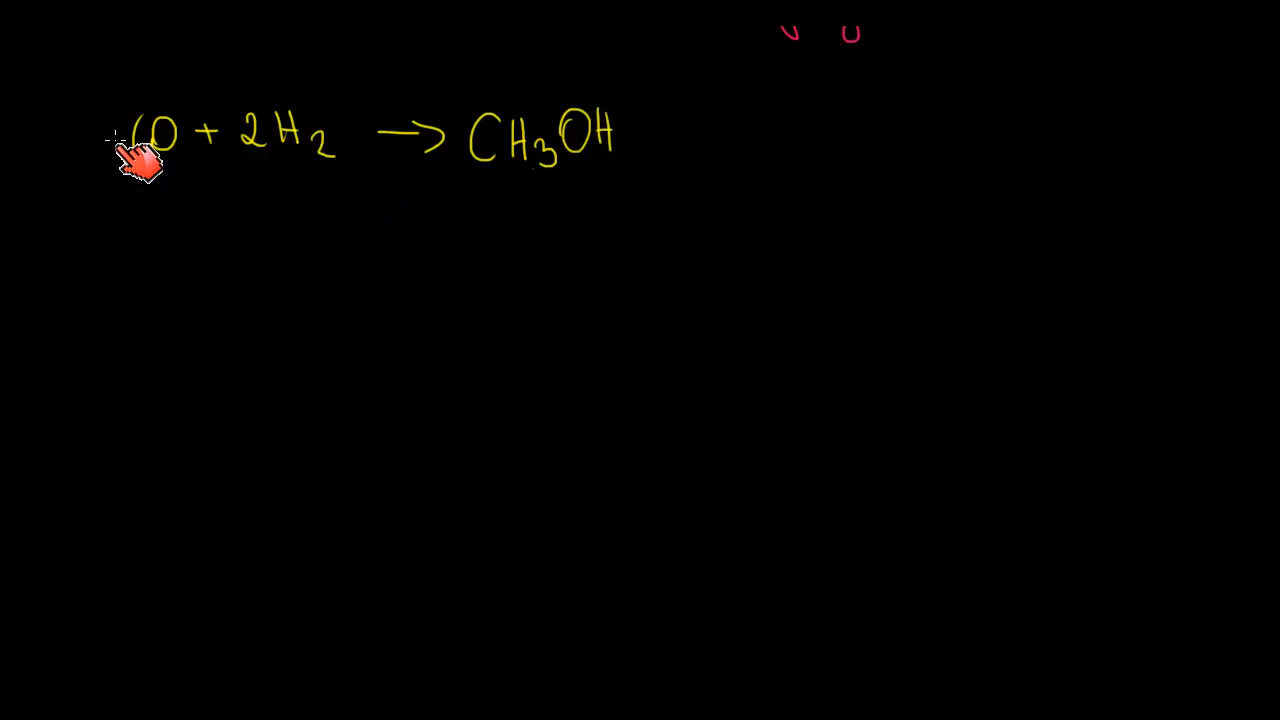 CO + 2H₂ → CH₃OH